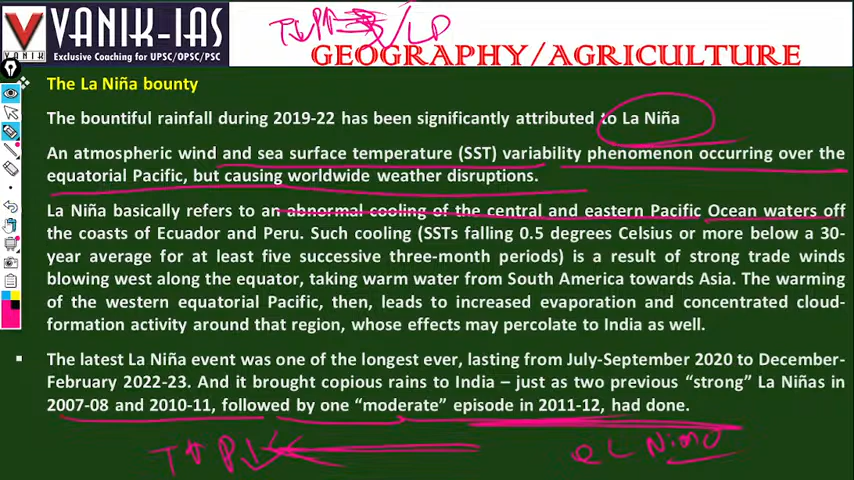 VANIK-IAS
Exclusive Coaching for UPSC/OPSC/PSC
VANIK
T↓P↑ /LP
GEOGRAPHY/AGRICULTURE
The La Niña bounty
The bountiful rainfall during 2019-22 has been significantly attributed to La Niña
An atmospheric wind and sea surface temperature (SST) variability phenomenon occurring over the
equatorial Pacific, but causing worldwide weather disruptions.
La Niña basically refers to an abnormal cooling of the central and eastern Pacific Ocean waters off
the coasts of Ecuador and Peru. Such cooling (SSTs falling 0.5 degrees Celsius or more below a 30-
year average for at least five successive three-month periods) is a result of strong trade winds
blowing west along the equator, taking warm water from South America towards Asia. The warming
of the western equatorial Pacific, then, leads to increased evaporation and concentrated cloud-
formation activity around that region, whose effects may percolate to India as well.
▪ The latest La Niña event was one of the longest ever, lasting from July-September 2020 to December-
February 2022-23. And it brought copious rains to India – just as two previous “strong” La Niñas in
2007-08 and 2010-11, followed by one “moderate” episode in 2011-12, had done.
T↑ P↓ eL Nino